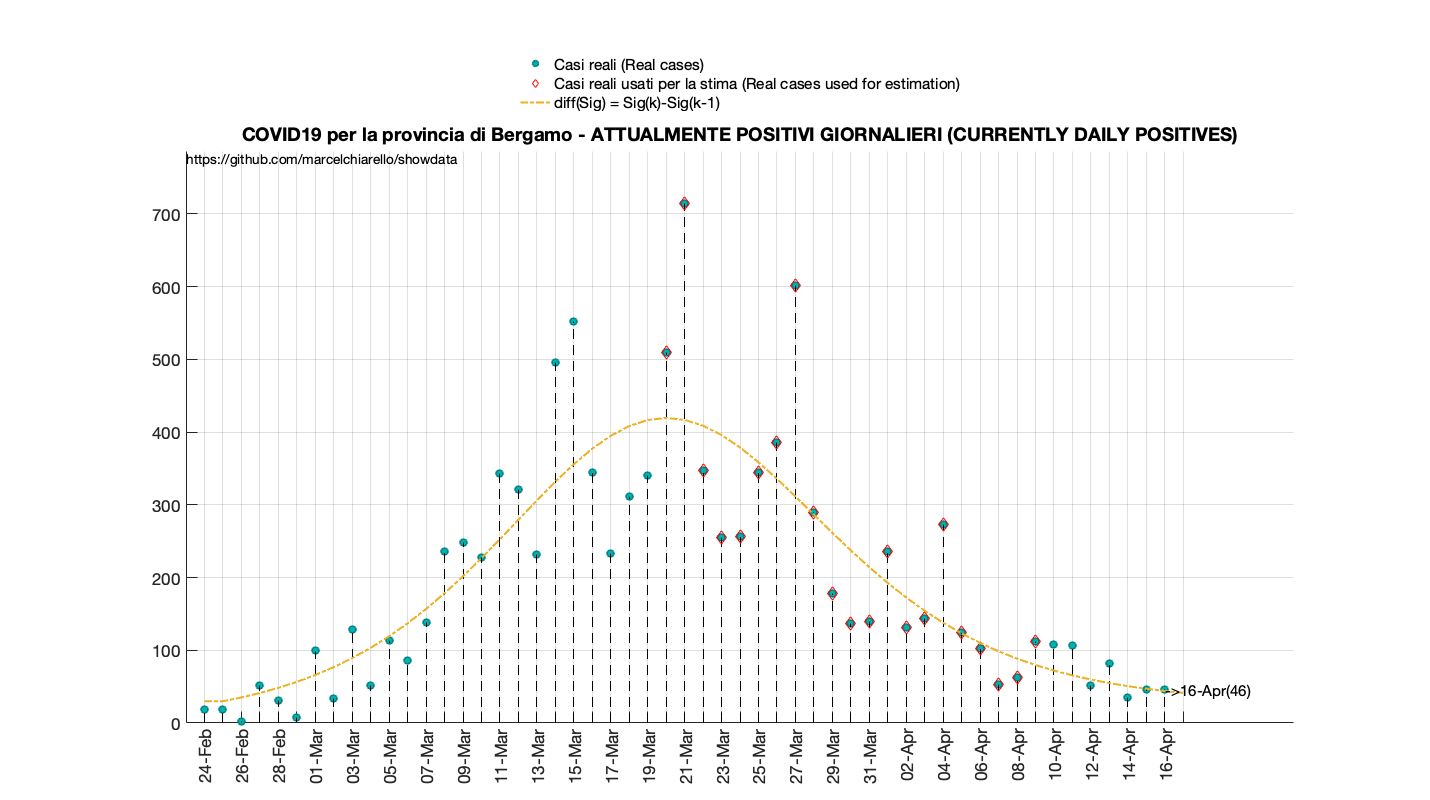 Casi reali (Real cases)
Casi reali usati per la stima (Real cases used for estimation)
diff(Sig) = Sig(k)-Sig(k-1)
COVID19 per la provincia di Bergamo - ATTUALMENTE POSITIVI GIORNALIERI (CURRENTLY DAILY POSITIVES)
https://github.com/marcelchiarello/showdata
700
600
500
400
300
200
100
0
-->16-Apr(46)
24-Feb
26-Feb
28-Feb
01-Mar
03-Mar
05-Mar
07-Mar
09-Mar
11-Mar
13-Mar
15-Mar
17-Mar
19-Mar
21-Mar
23-Mar
25-Mar
27-Mar
29-Mar
31-Mar
02-Apr
04-Apr
06-Apr
08-Apr
10-Apr
12-Apr
14-Apr
16-Apr